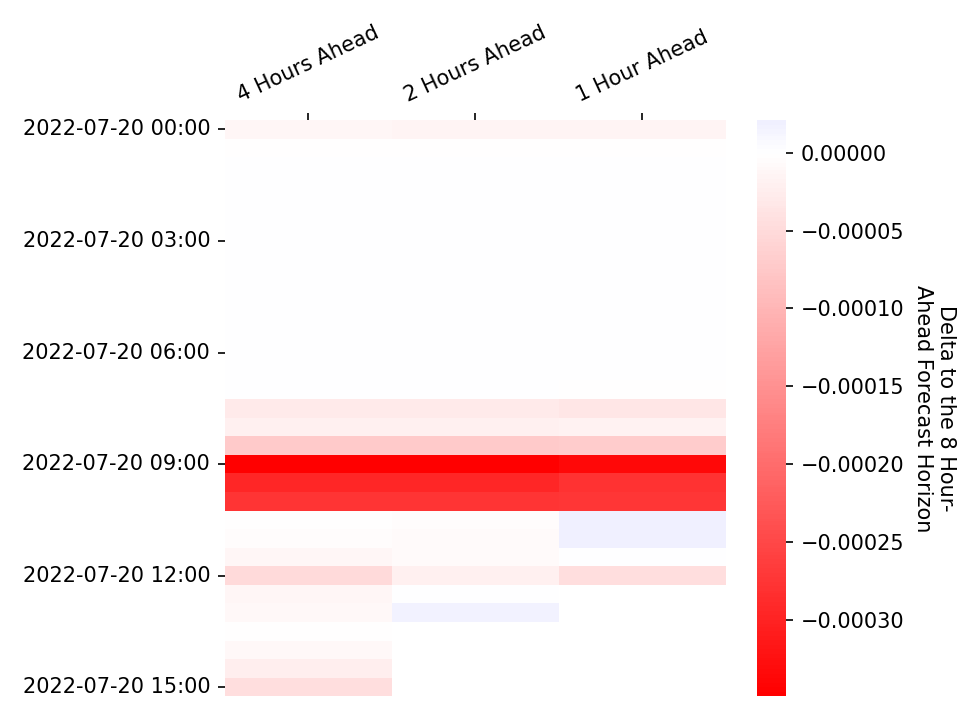 4 Hours Ahead
2 Hours Ahead
1 Hour Ahead
2022-07-20 00:00
2022-07-20 03:00
2022-07-20 06:00
2022-07-20 09:00
2022-07-20 12:00
2022-07-20 15:00
0.00000
−0.00005
−0.00010
−0.00015
−0.00020
−0.00025
−0.00030
Delta to the 8 Hour-
Ahead Forecast Horizon